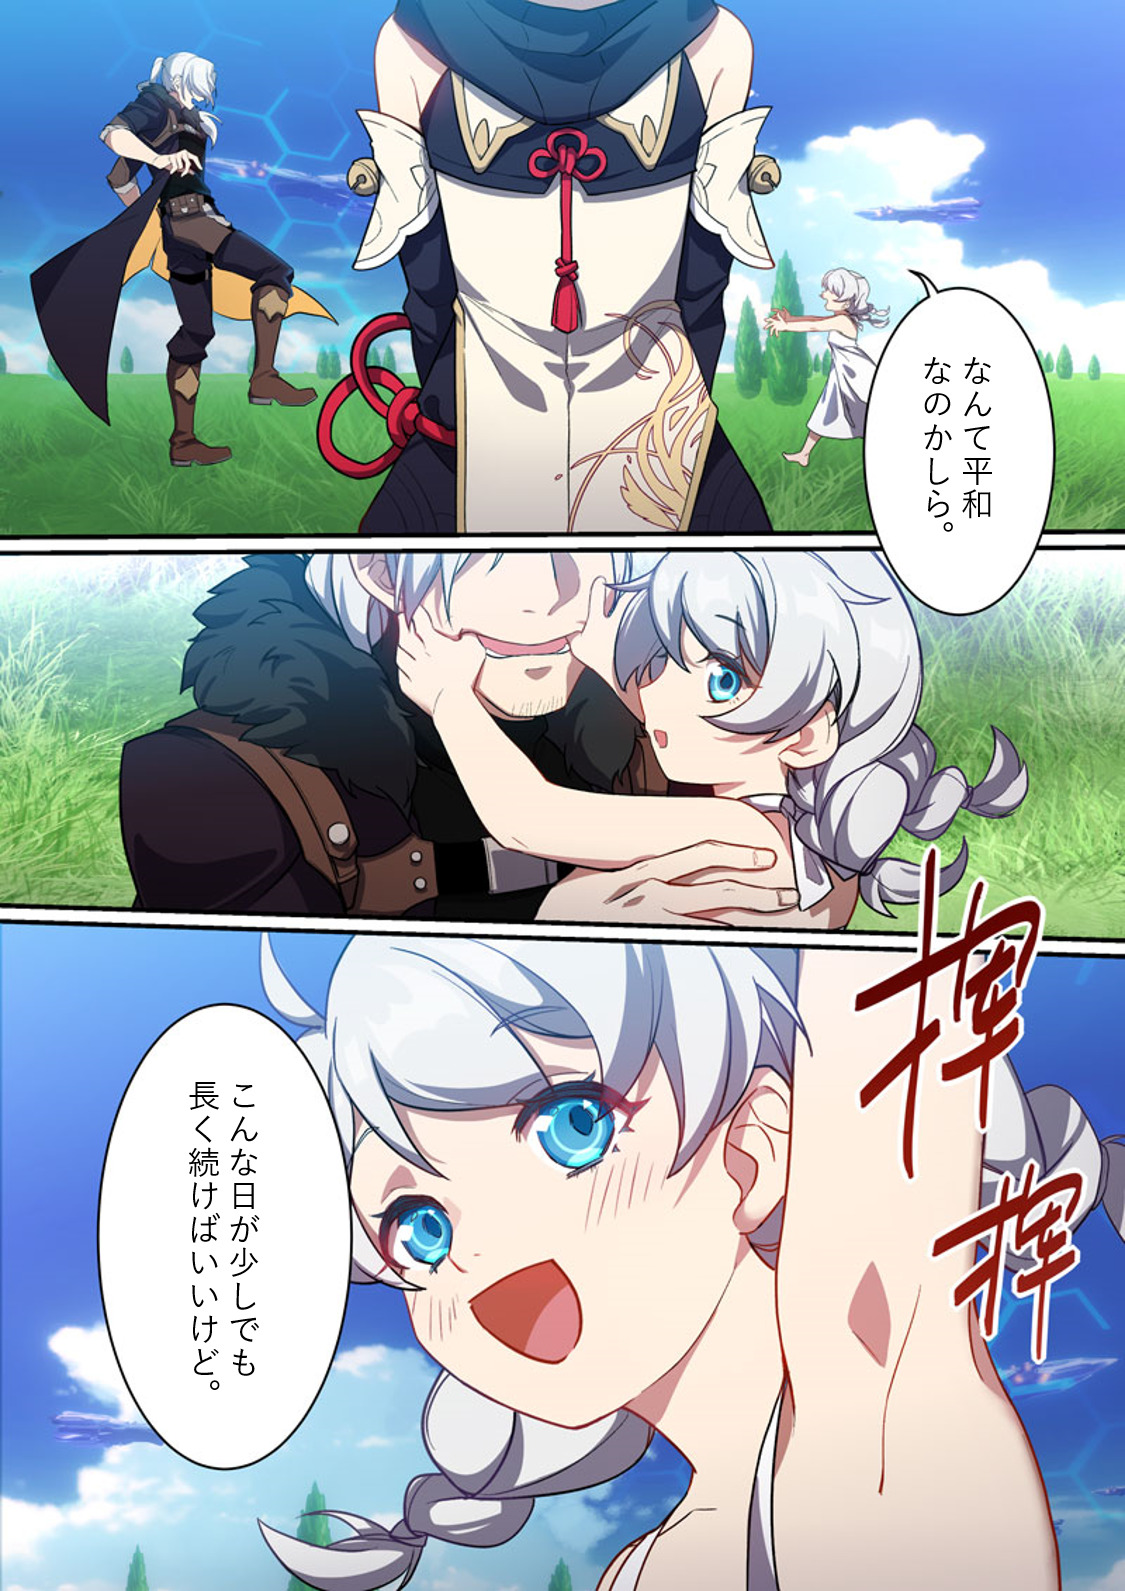 なんて平和
なのかしら。
揮
揮
こんな日が少しでも
長く続けばいいけど。